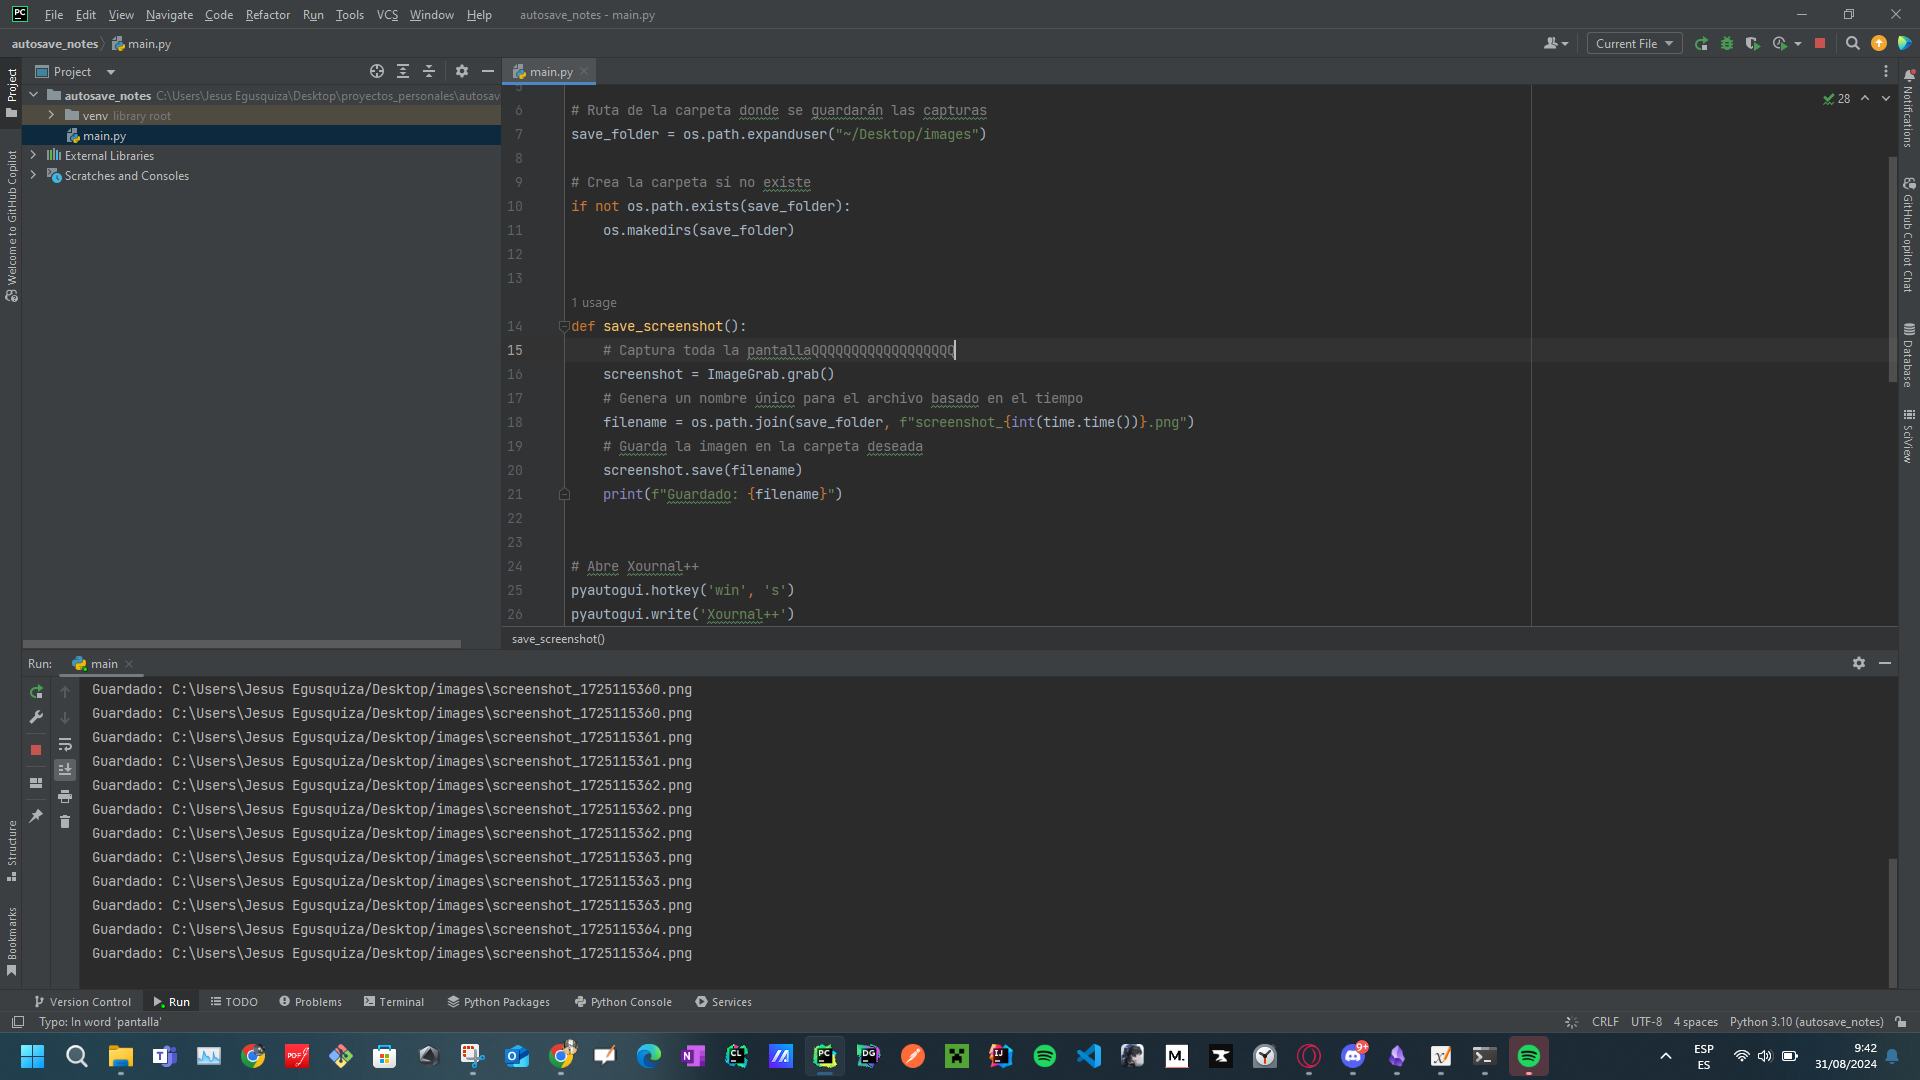 File Edit View Navigate Code Refactor Run Tools VCS Window Help autosave_notes - main.py
autosave_notes main.py Current File
Project
main.py
autosave_notes C:\Users\Jesus Egusquiza\Desktop\proyectos_personales\autosav
venv library root
main.py
External Libraries
Scratches and Consoles
Project
Welcome to GitHub Copilot
Structure
Bookmarks
28
5
6 # Ruta de la carpeta donde se guardarán las capturas
7 save_folder = os.path.expanduser("~/Desktop/images")
8
9 # Crea la carpeta si no existe
10 if not os.path.exists(save_folder):
11 os.makedirs(save_folder)
12
13
1 usage
14 def save_screenshot():
15 # Captura toda la pantallaQQQQQQQQQQQQQQQQQQ
16 screenshot = ImageGrab.grab()
17 # Genera un nombre único para el archivo basado en el tiempo
18 filename = os.path.join(save_folder, f"screenshot_{int(time.time())}.png")
19 # Guarda la imagen en la carpeta deseada
20 screenshot.save(filename)
21 print(f"Guardado: {filename}")
22
23
24 # Abre Xournal++
25 pyautogui.hotkey('win', 's')
26 pyautogui.write('Xournal++')
save_screenshot()
Notifications
GitHub Copilot Chat
Database
SciView
Run: main
Guardado: C:\Users\Jesus Egusquiza/Desktop/images\screenshot_1725115360.png
Guardado: C:\Users\Jesus Egusquiza/Desktop/images\screenshot_1725115360.png
Guardado: C:\Users\Jesus Egusquiza/Desktop/images\screenshot_1725115361.png
Guardado: C:\Users\Jesus Egusquiza/Desktop/images\screenshot_1725115361.png
Guardado: C:\Users\Jesus Egusquiza/Desktop/images\screenshot_1725115362.png
Guardado: C:\Users\Jesus Egusquiza/Desktop/images\screenshot_1725115362.png
Guardado: C:\Users\Jesus Egusquiza/Desktop/images\screenshot_1725115362.png
Guardado: C:\Users\Jesus Egusquiza/Desktop/images\screenshot_1725115363.png
Guardado: C:\Users\Jesus Egusquiza/Desktop/images\screenshot_1725115363.png
Guardado: C:\Users\Jesus Egusquiza/Desktop/images\screenshot_1725115363.png
Guardado: C:\Users\Jesus Egusquiza/Desktop/images\screenshot_1725115364.png
Guardado: C:\Users\Jesus Egusquiza/Desktop/images\screenshot_1725115364.png
Version Control Run TODO Problems Terminal Python Packages Python Console Services
Typo: In word 'pantalla' CRLF UTF-8 4 spaces Python 3.10 (autosave_notes)
ESP
ES
9:42
31/08/2024